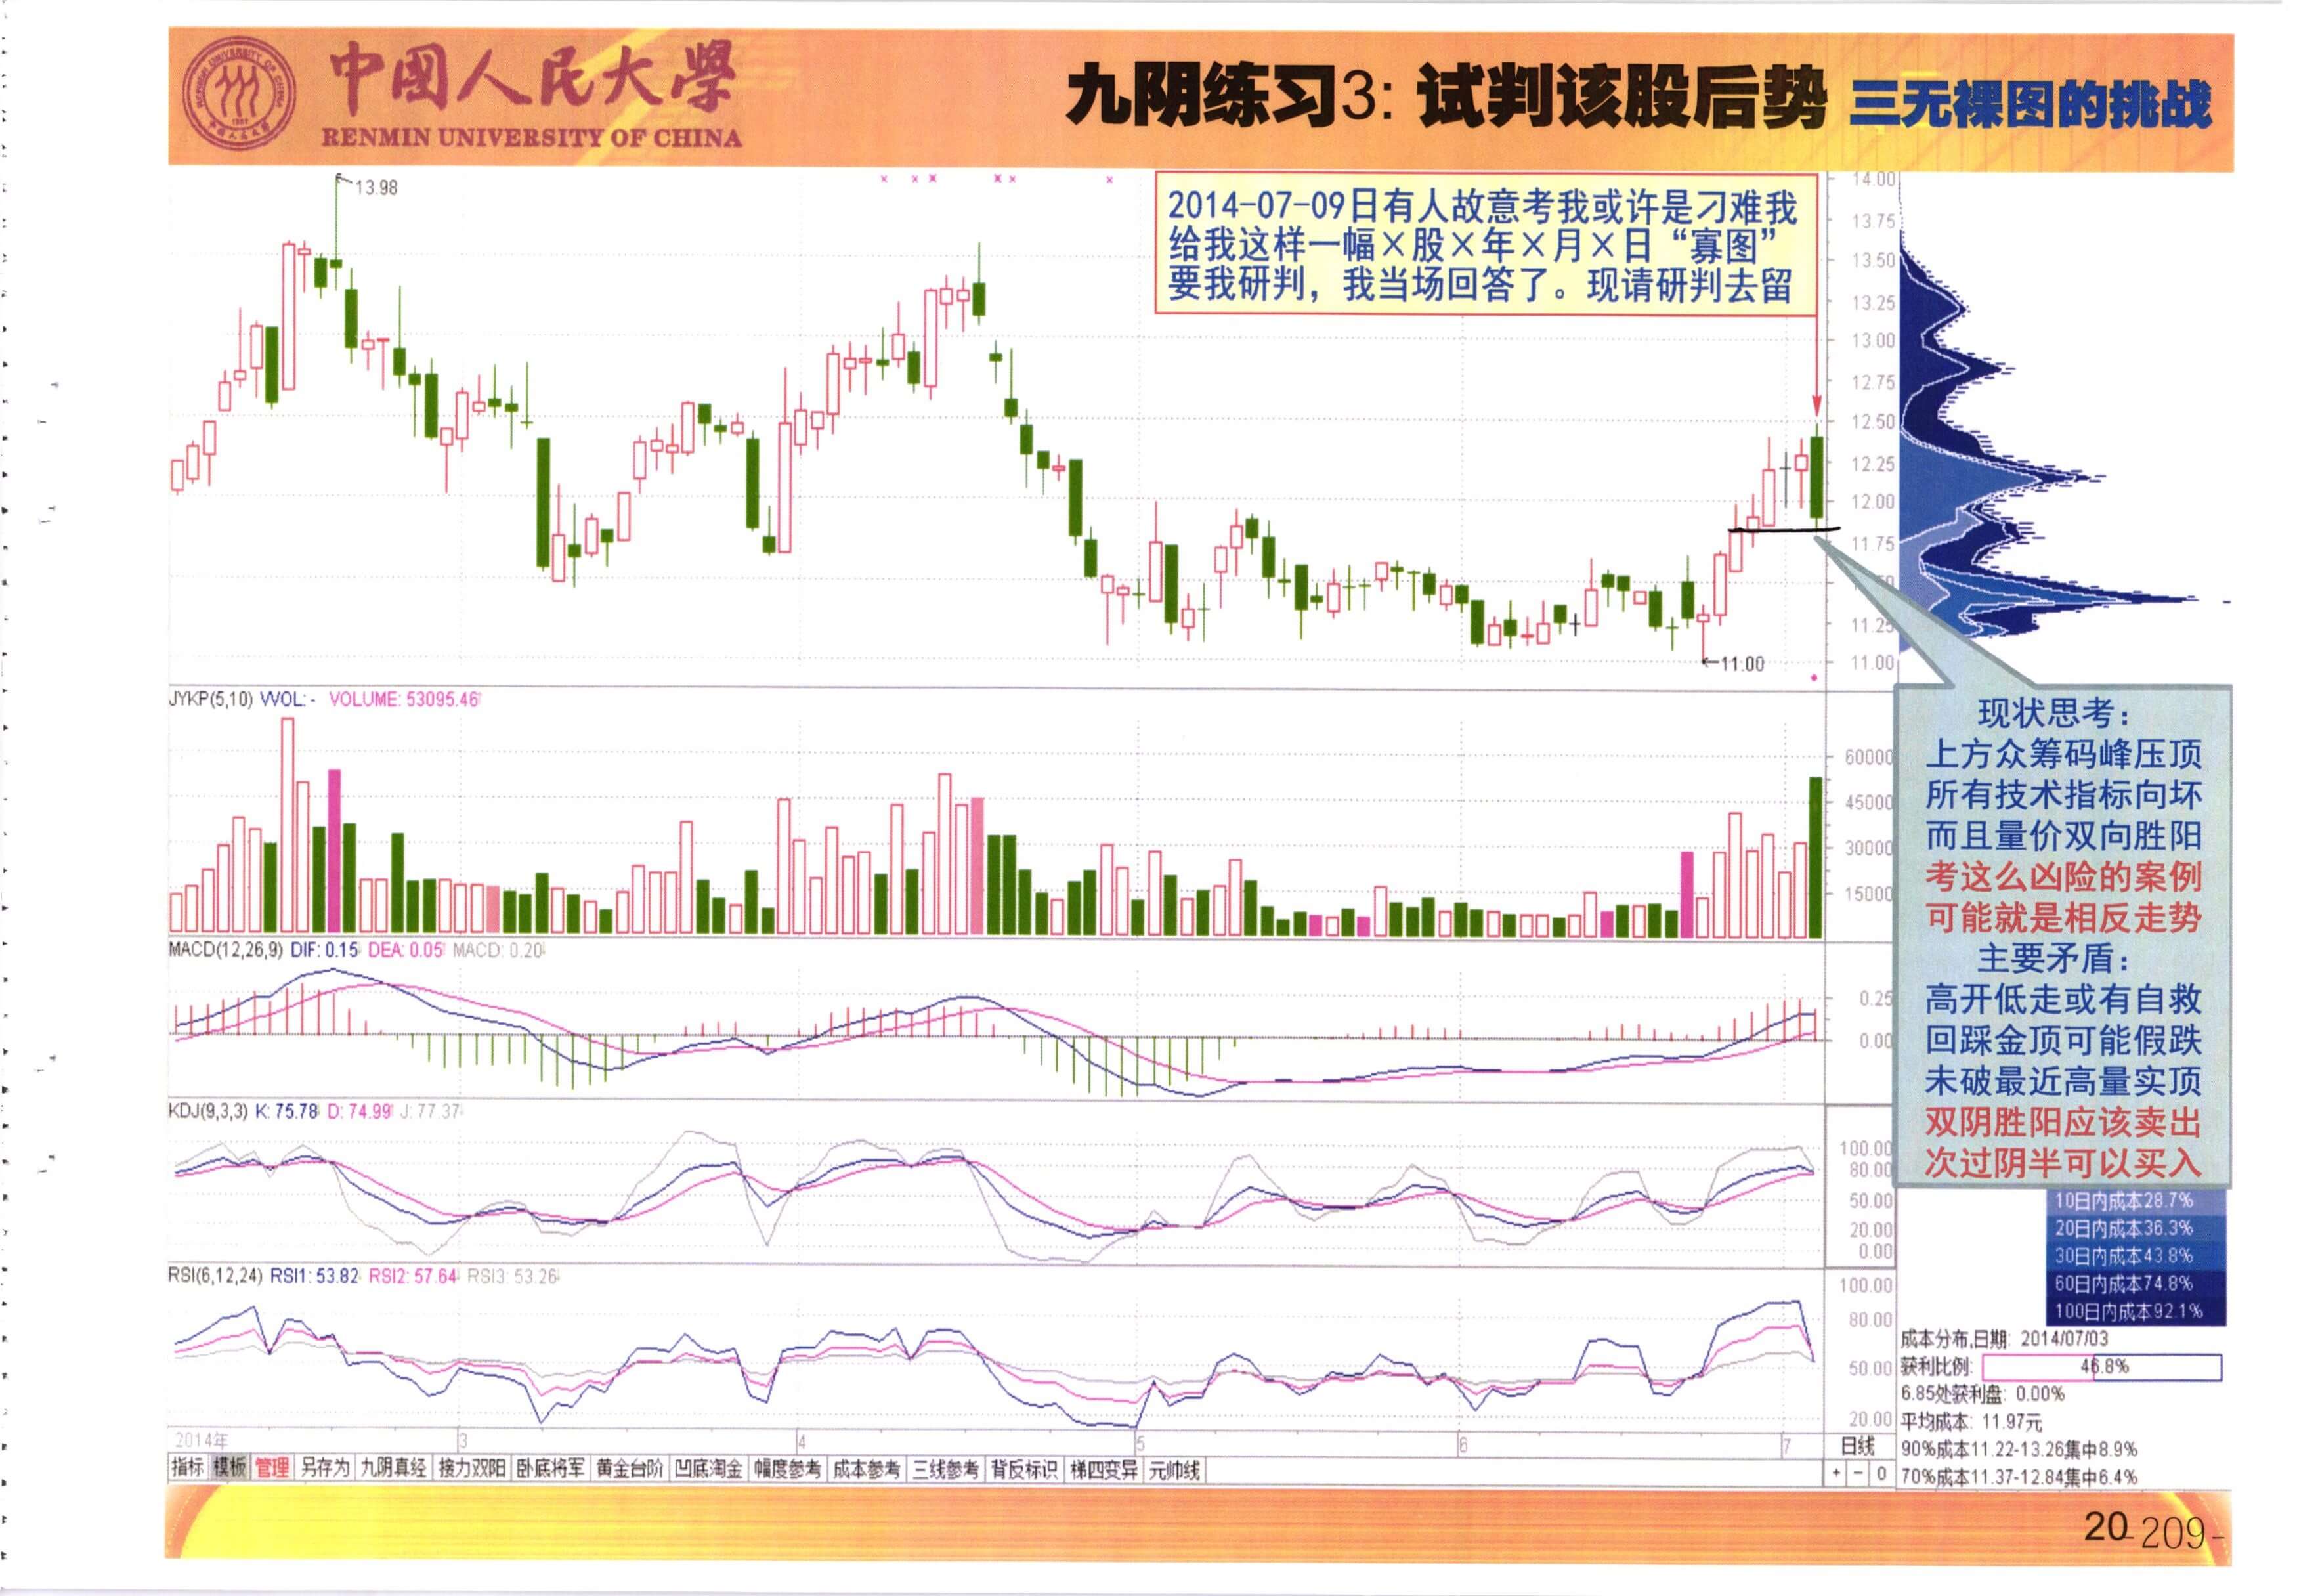 中國人民大學
RENMIN UNIVERSITY OF CHINA
九阴练习3: 试判该股后势 三无裸图的挑战
2014-07-09日有人故意考我或许是刁难我
给我这样一幅×股×年×月×日“寡图”
要我研判，我当场回答了。现请研判去留
13.98
11.00
14.00
13.75
13.50
13.25
13.00
12.75
12.50
12.25
12.00
11.75
11.25
11.00
JYKP(5,10) VVOL: - VOLUME: 53095.46
60000
45000
30000
15000
MACD(12,26,9) DIF: 0.15 DEA: 0.05 MACD: 0.20
0.25
0.00
KDJ(9,3,3) K: 75.78 D: 74.99 J: 77.37
100.00
80.00
50.00
20.00
0.00
RSI(6,12,24) RSI1: 53.82 RSI2: 57.64 RSI3: 53.26
100.00
80.00
50.00
20.00
2014年 3 4 5 6 7 日线
指标 模板 管理 另存为 九阴真经 接力双阳 卧底将军 黄金台阶 凹底淘金 幅度参考 成本参考 三线参考 背反标识 梯四变异 元帅线
+ - 0
现状思考：
上方众筹码峰压顶
所有技术指标向坏
而且量价双向胜阳
考这么凶险的案例
可能就是相反走势
主要矛盾：
高开低走或有自救
回踩金顶可能假跌
未破最近高量实顶
双阴胜阳应该卖出
次过阴半可以买入
10日内成本28.7%
20日内成本36.3%
30日内成本43.8%
60日内成本74.8%
100日内成本92.1%
成本分布,日期: 2014/07/03
获利比例: 46.8%
6.85处获利盘: 0.00%
平均成本: 11.97元
90%成本11.22-13.26集中8.9%
70%成本11.37-12.84集中6.4%
20 -209-